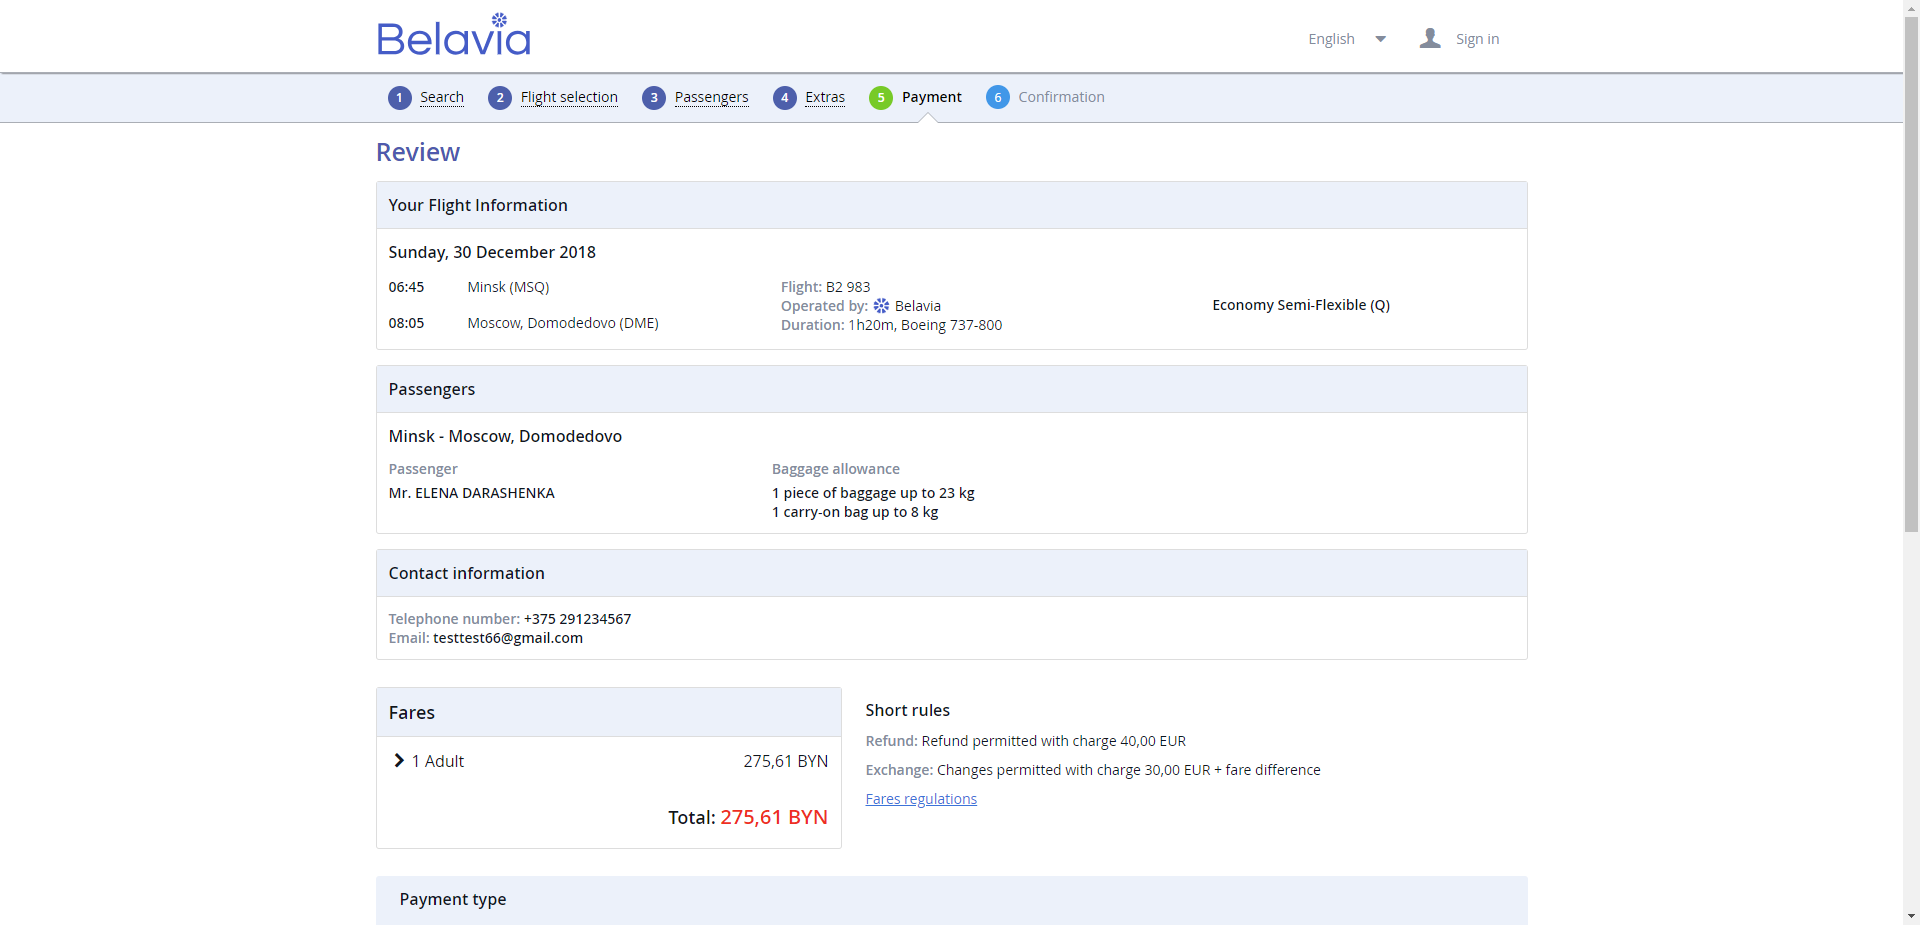 Belavia
English
Sign in
1 Search 2 Flight selection 3 Passengers 4 Extras 5 Payment 6 Confirmation
Review
Your Flight Information
Sunday, 30 December 2018
06:45 Minsk (MSQ)
08:05 Moscow, Domodedovo (DME)
Flight: B2 983
Operated by: Belavia
Duration: 1h20m, Boeing 737-800
Economy Semi-Flexible (Q)
Passengers
Minsk - Moscow, Domodedovo
Passenger
Mr. ELENA DARASHENKA
Baggage allowance
1 piece of baggage up to 23 kg
1 carry-on bag up to 8 kg
Contact information
Telephone number: +375 291234567
Email: testtest66@gmail.com
Fares
1 Adult 275,61 BYN
Total: 275,61 BYN
Short rules
Refund: Refund permitted with charge 40,00 EUR
Exchange: Changes permitted with charge 30,00 EUR + fare difference
Fares regulations
Payment type